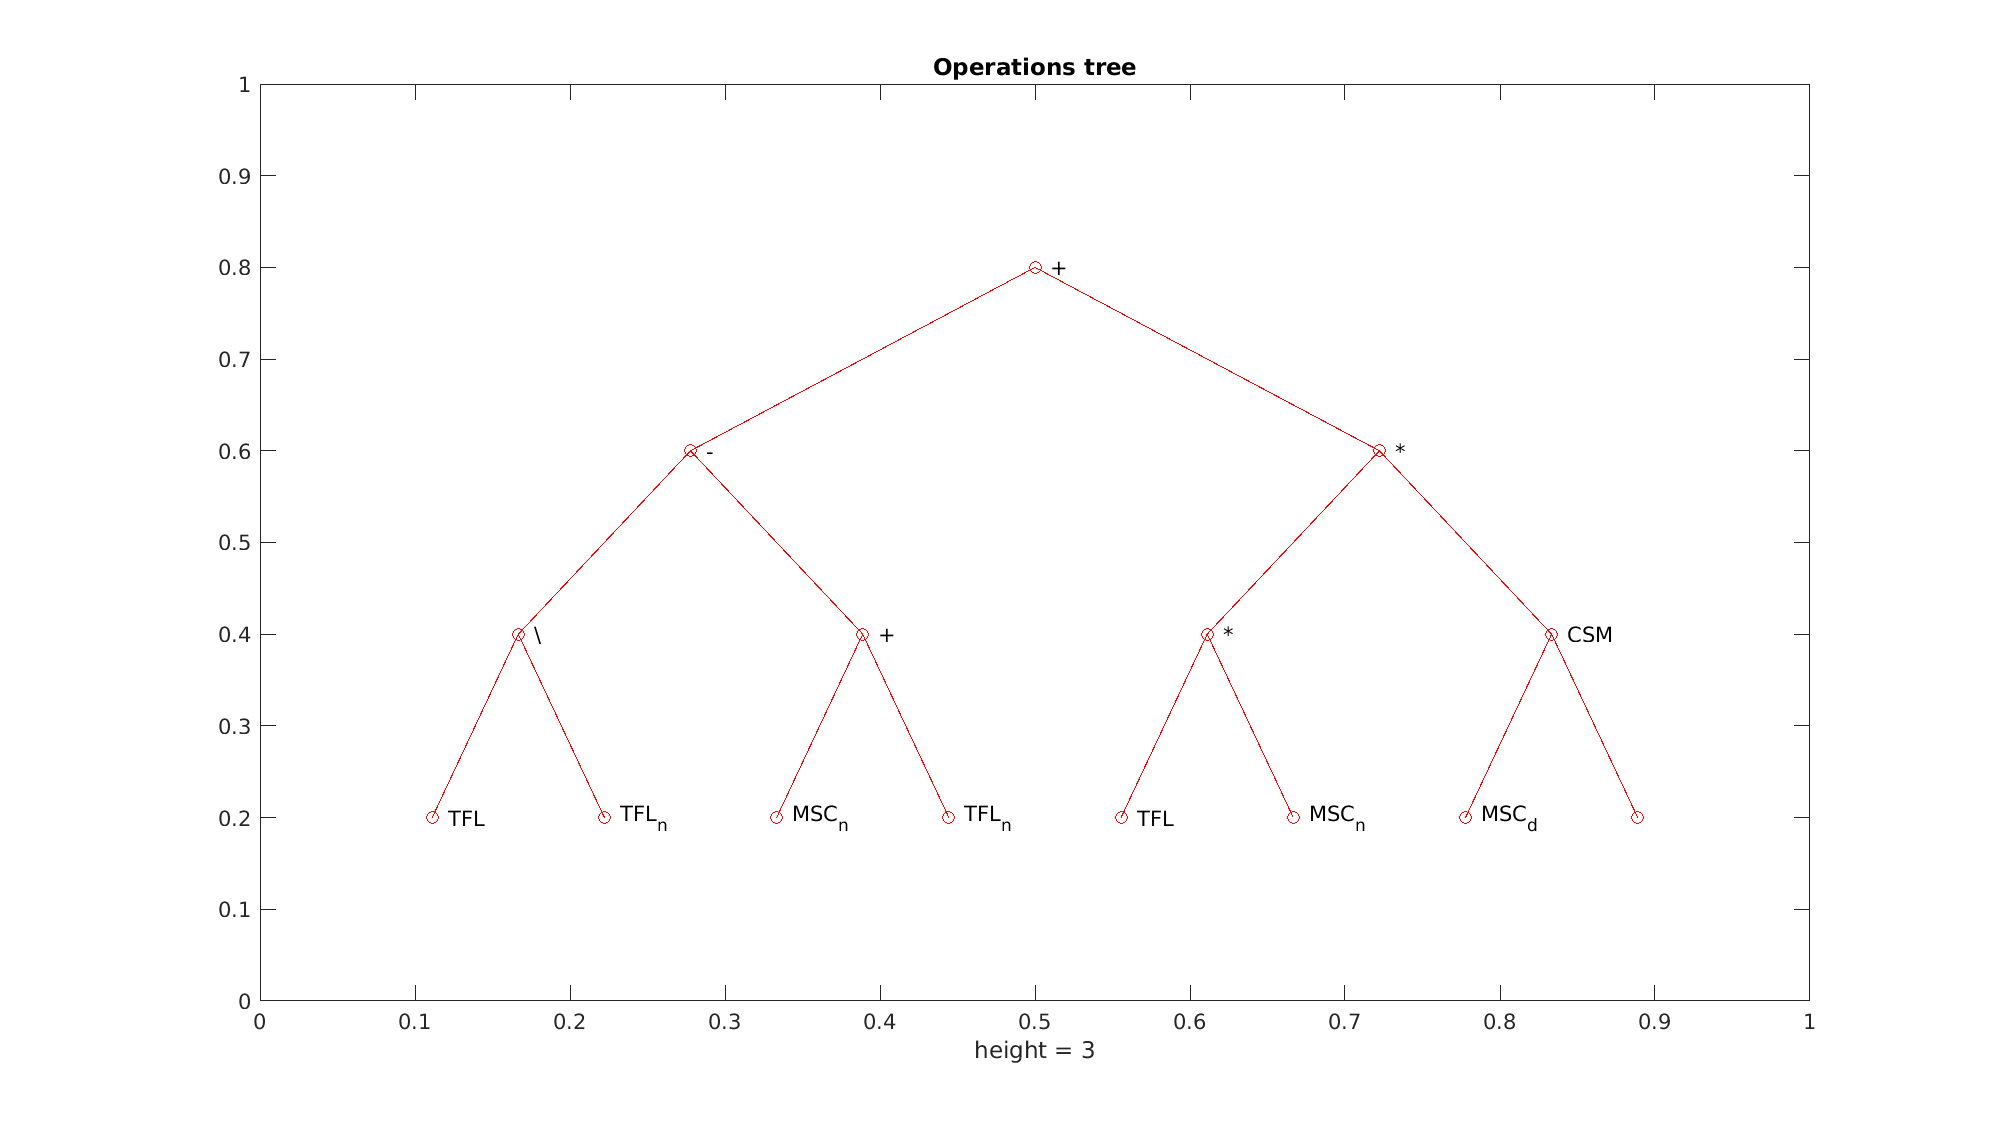 Operations tree
1
0.9
0.8
0.7
0.6
0.5
0.4
0.3
0.2
0.1
0
+
-
*
\
+
*
CSM
TFL
TFLn
MSCn
TFLn
TFL
MSCn
MSCd
0 0.1 0.2 0.3 0.4 0.5 0.6 0.7 0.8 0.9 1
height = 3